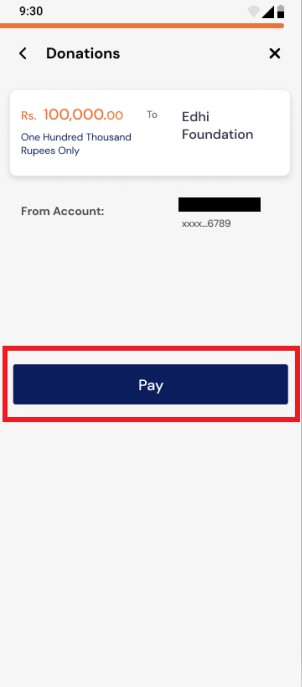 9:30
Donations
Rs. 100,000.00 To Edhi Foundation
One Hundred Thousand
Rupees Only
From Account:
xxxx...6789
Pay